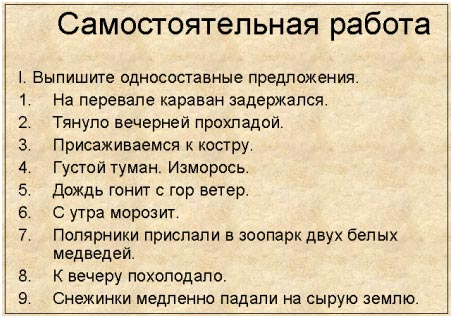 Самостоятельная работа
I. Выпишите односоставные предложения.
1. На перевале караван задержался.
2. Тянуло вечерней прохладой.
3. Присаживаемся к костру.
4. Густой туман. Изморось.
5. Дождь гонит с гор ветер.
6. С утра морозит.
7. Полярники прислали в зоопарк двух белых
медведей.
8. К вечеру похолодало.
9. Снежинки медленно падали на сырую землю.